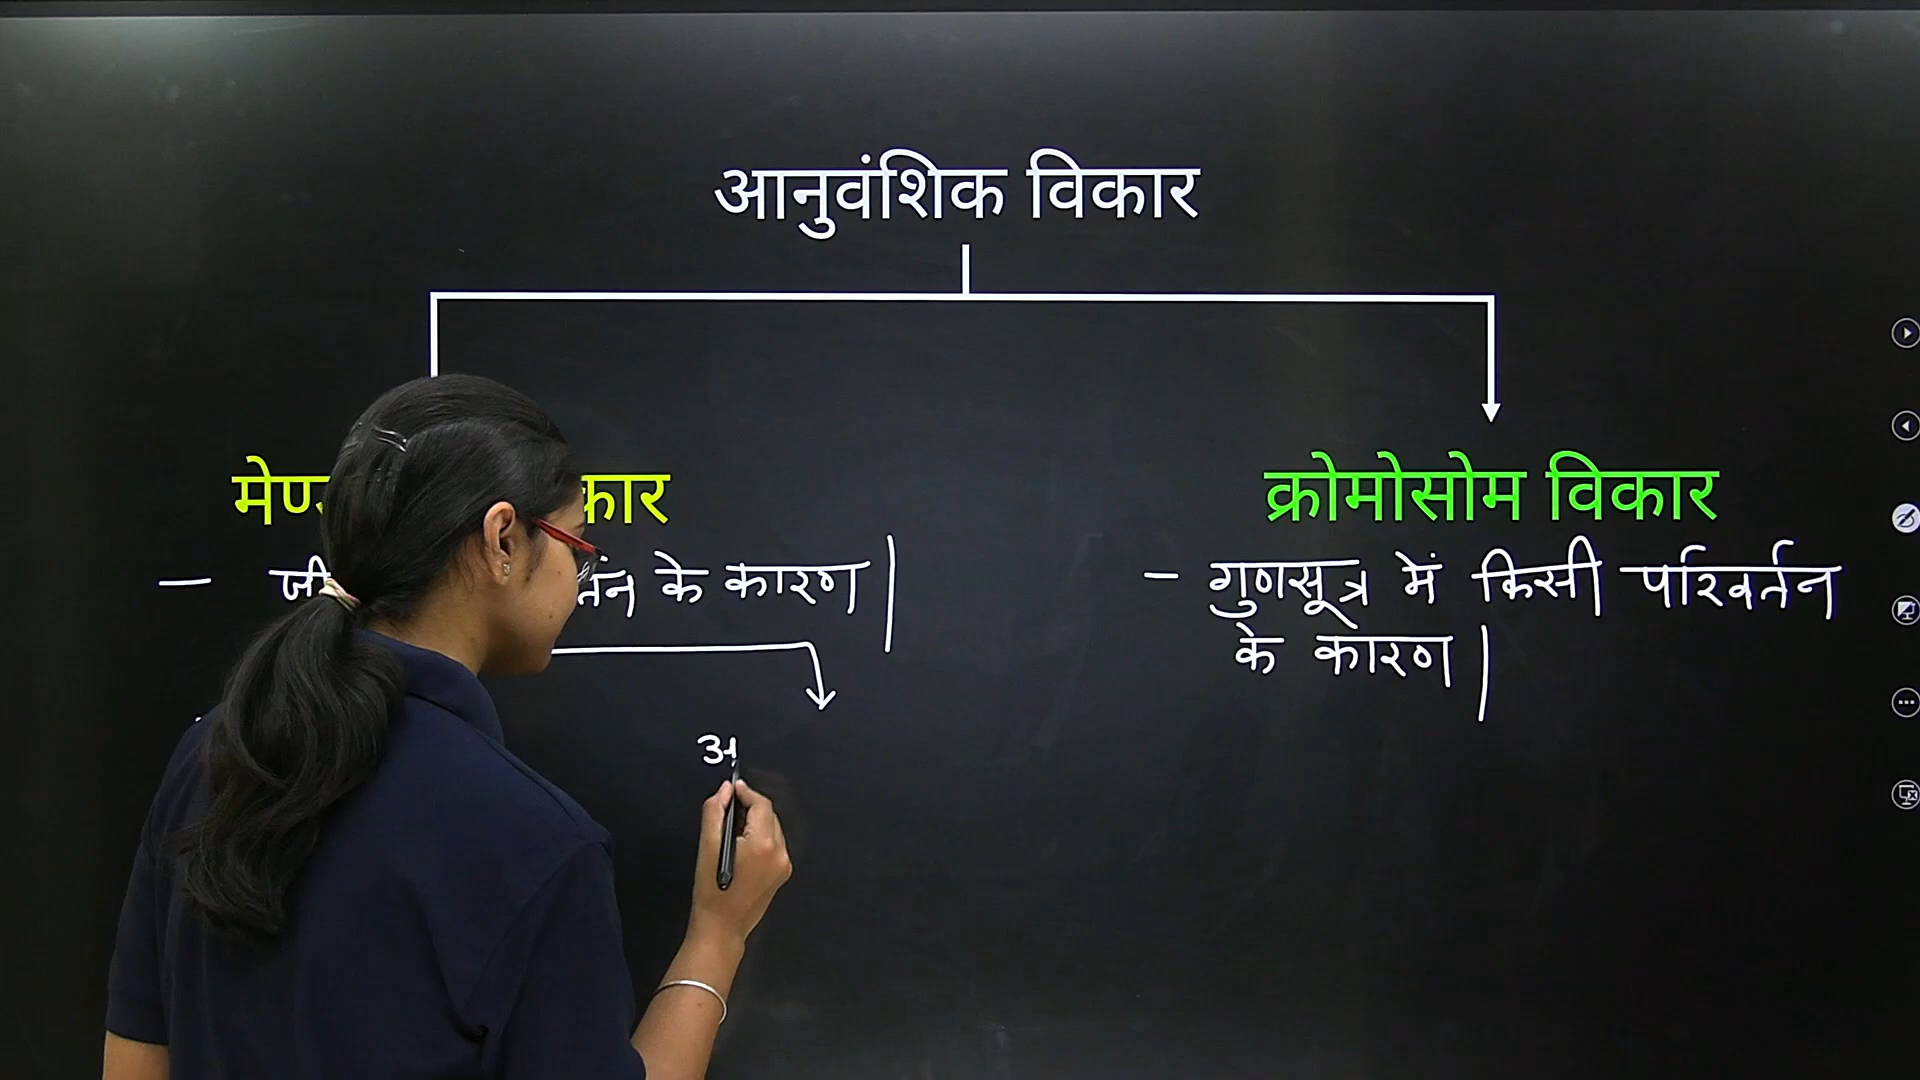 आनुवंशिक विकार
क्रोमोसोम विकार
के कारण|
- गुणसूत्र में किसी परिवर्तन
के कारण|